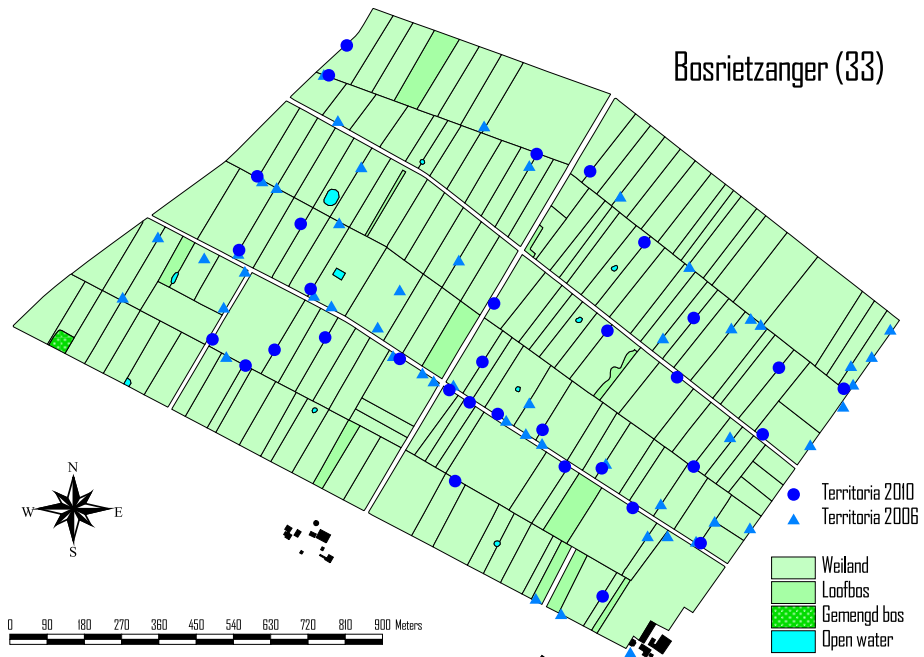 Bosrietzanger (33)
N
W
E
S
Territoria 2010
Territoria 2006
Weiland
Loofbos
Gemengd bos
Open water
0 90 180 270 360 450 540 630 720 810 900 Meters